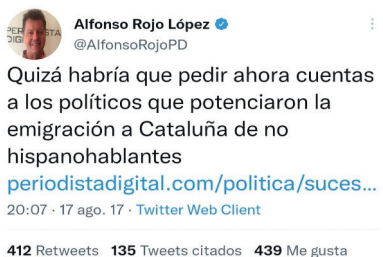 Alfonso Rojo López
@AlfonsoRojoPD
Quizá habría que pedir ahora cuentas
a los políticos que potenciaron la
emigración a Cataluña de no
hispanohablantes
periodistadigital.com/politica/suces...
20:07 · 17 ago. 17 · Twitter Web Client
412 Retweets 135 Tweets citados 439 Me gusta